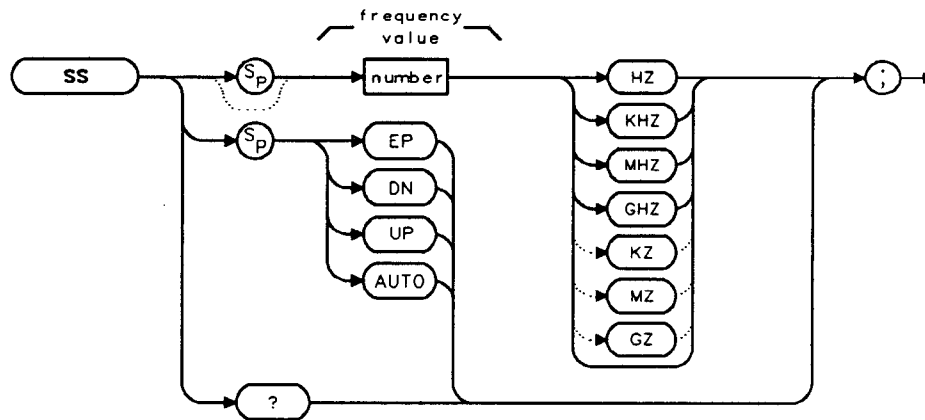 frequency
value
SS
Sp
number
HZ
;
KHZ
Sp
EP
MHZ
DN
GHZ
UP
KZ
AUTO
MZ
GZ
?